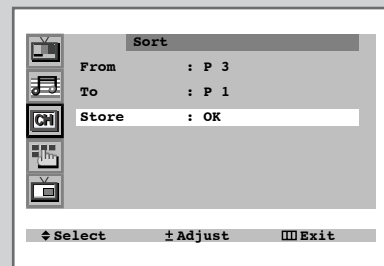 Sort
From : P 3
To : P 1
CH
Store : OK
Select ± Adjust Exit